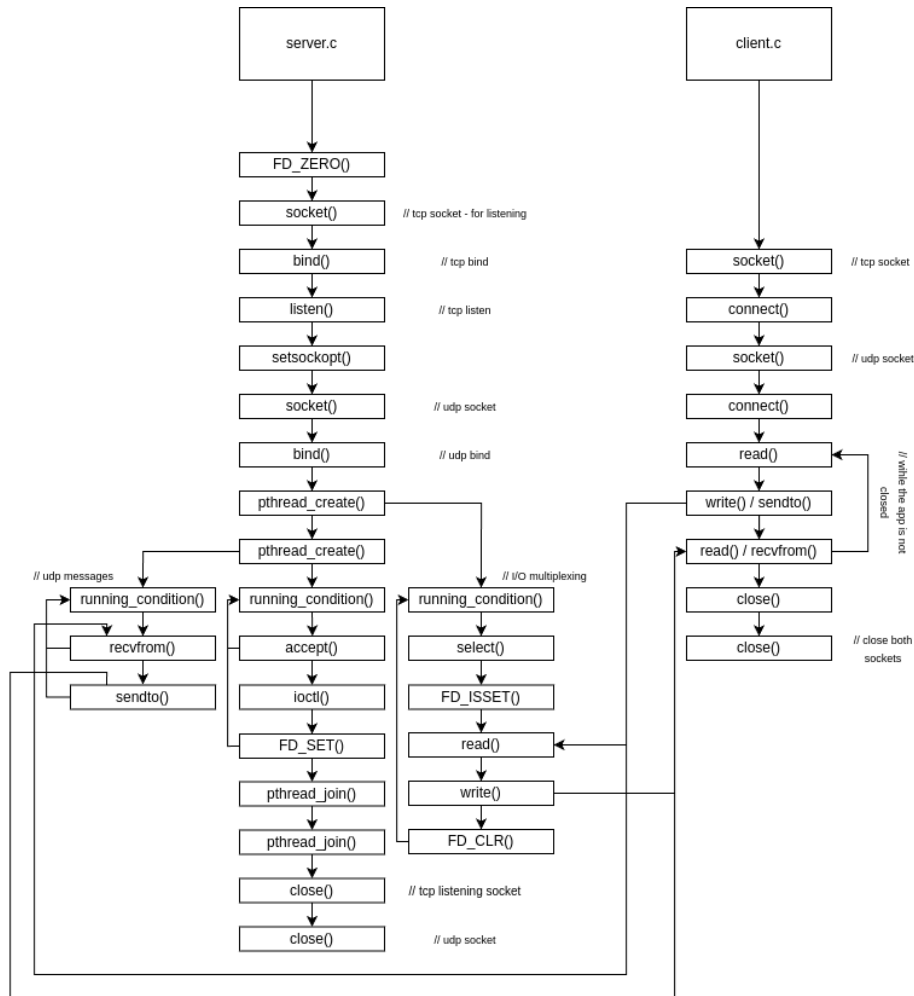 server.c
client.c
FD_ZERO()
socket()
// tcp socket - for listening
bind()
// tcp bind
socket()
// tcp socket
listen()
// tcp listen
connect()
setsockopt()
socket()
// udp socket
socket()
// udp socket
connect()
bind()
// udp bind
read()
// wihle the app is not
closed
pthread_create()
write() / sendto()
pthread_create()
read() / recvfrom()
// udp messages
// I/O multiplexing
running_condition()
running_condition()
running_condition()
close()
recvfrom()
accept()
select()
close()
// close both
sockets
sendto()
ioctl()
FD_ISSET()
FD_SET()
read()
pthread_join()
write()
pthread_join()
FD_CLR()
close()
// tcp listening socket
close()
// udp socket